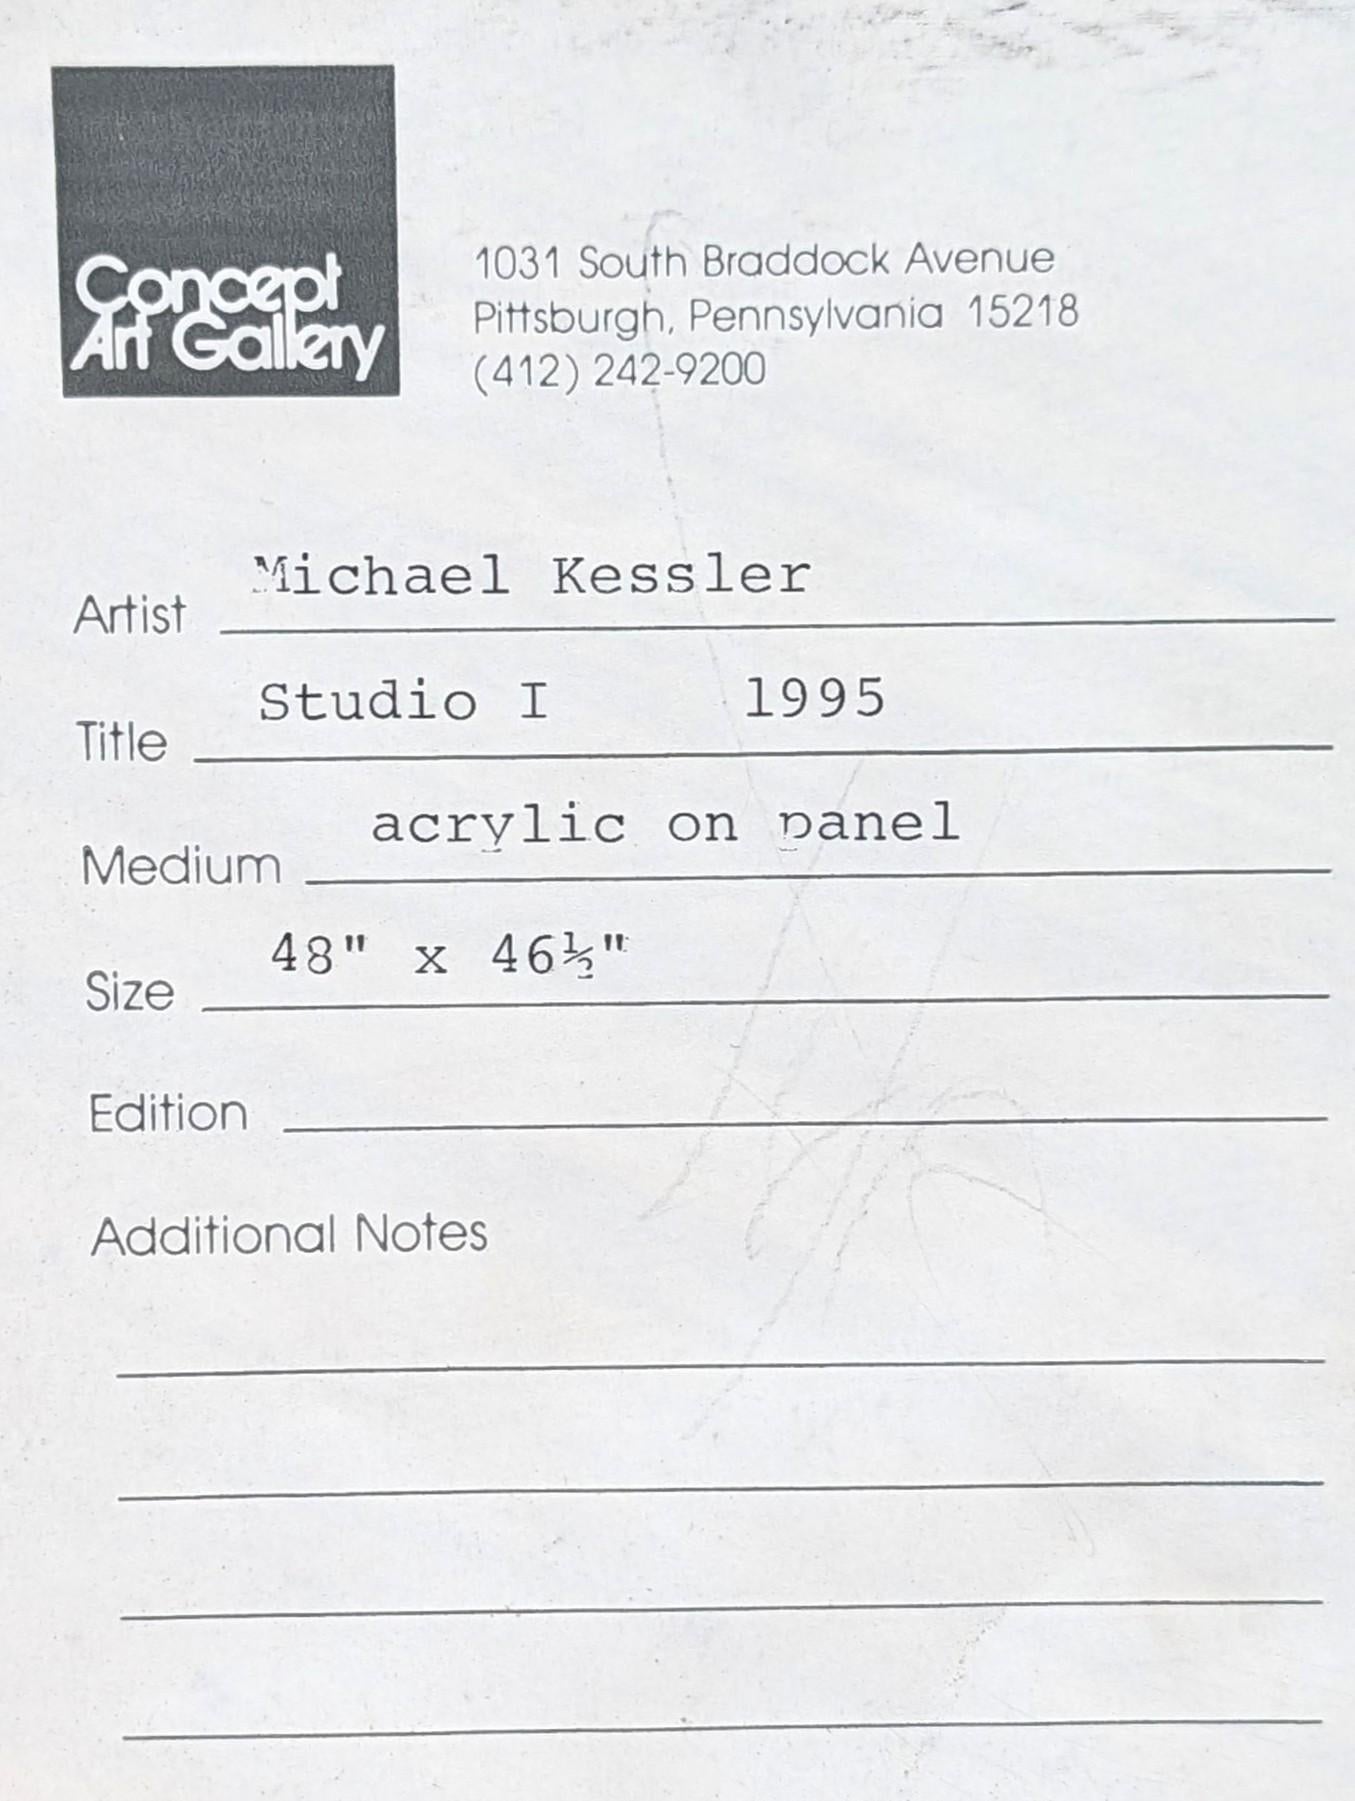 Concept
Art Gallery
1031 South Braddock Avenue
Pittsburgh, Pennsylvania 15218
(412) 242-9200
Artist Michael Kessler
Title Studio I 1995
Medium acrylic on panel
Size 48" x 46½"
Edition
Additional Notes